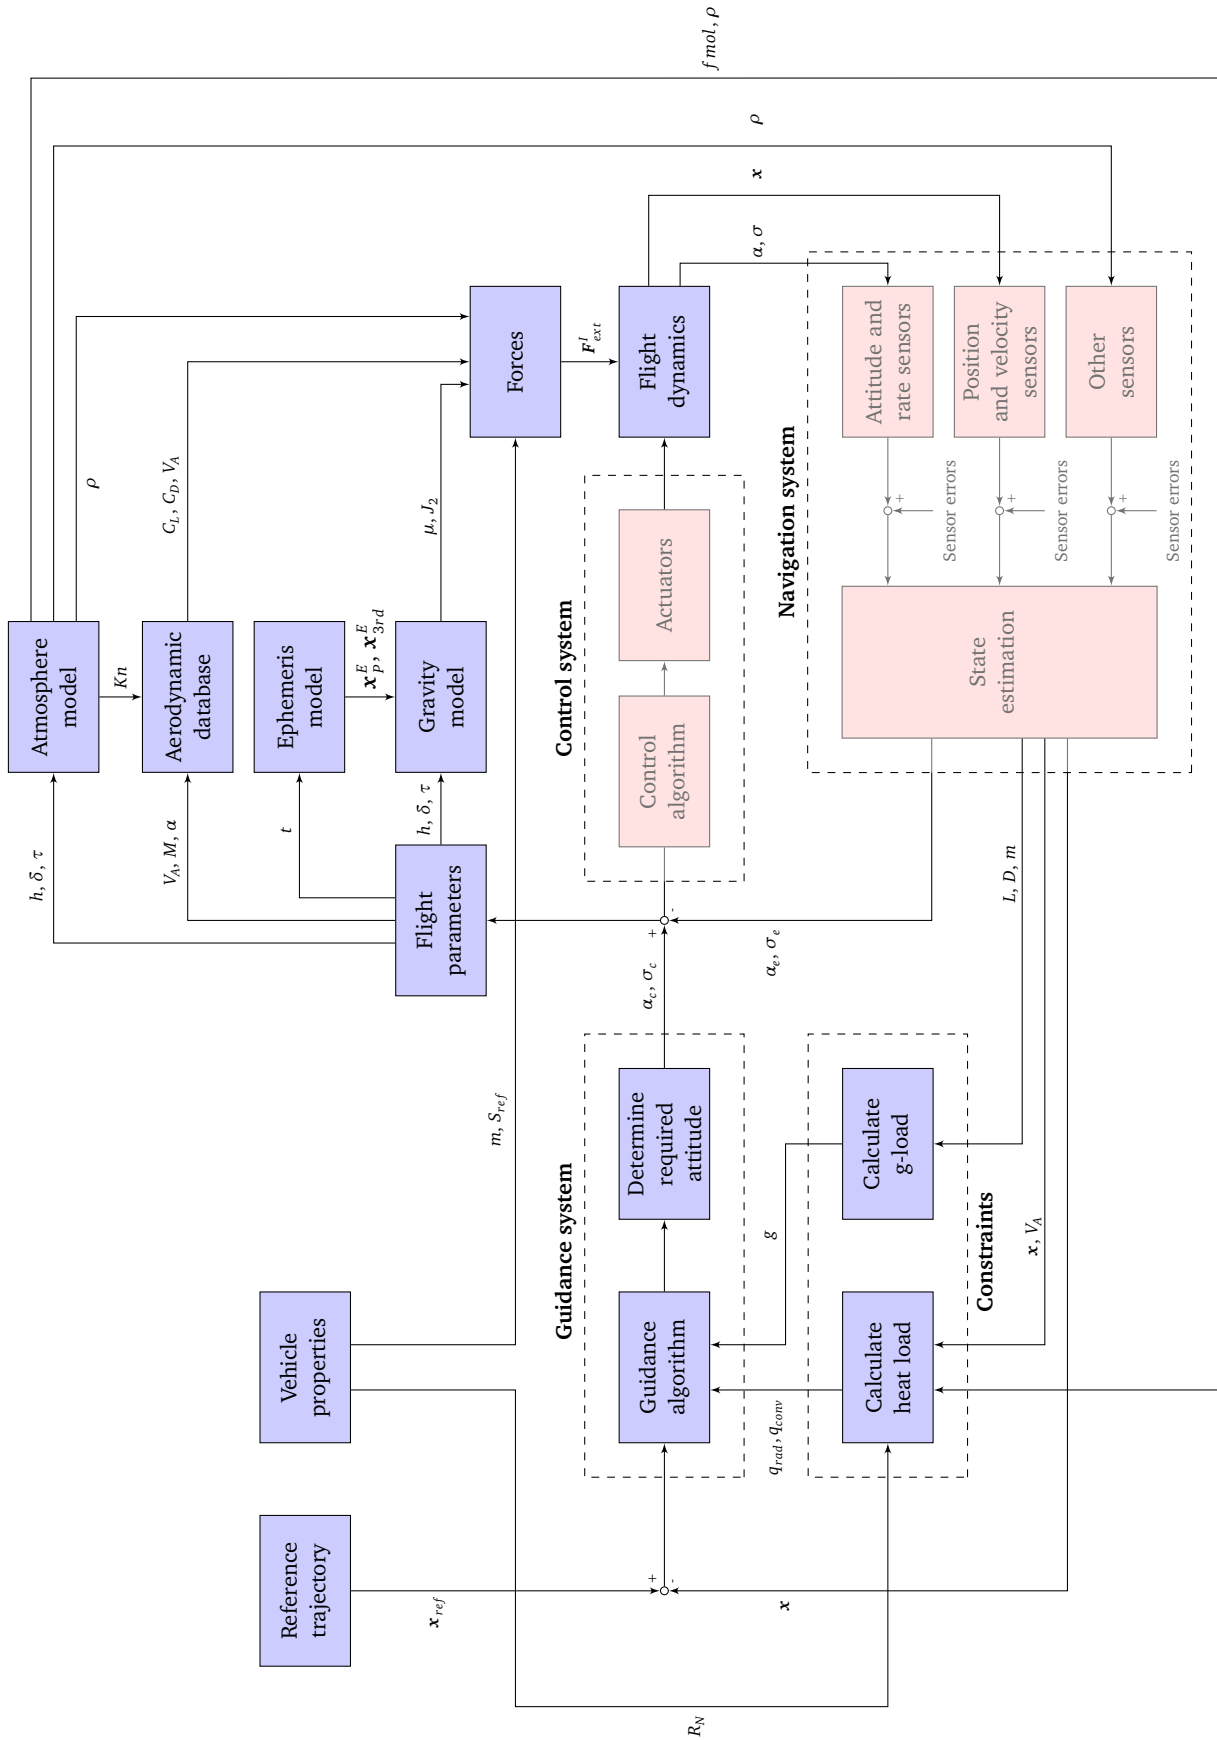 Reference
trajectory
x_ref
Vehicle
properties
R_N
m, S_ref
h, δ, τ
V_A, M, α
t
h, δ, τ
Flight
parameters
Atmosphere
model
Kn
Aerodynamic
database
Ephemeris
model
x_P^E, x_3rd^E
Gravity
model
ρ
C_L, C_D, V_A
μ, J_2
Forces
F_ext^I
Flight
dynamics
f mol, ρ
ρ
x
α, σ
Guidance system
Guidance
algorithm
Determine
required
attitude
α_c, σ_c
+
-
α_e, σ_e
Control system
Control
algorithm
Actuators
+
-
x
q_rad, q_conv
g
Calculate
heat load
Calculate
g-load
Constraints
L, D, m
x, V_A
Navigation system
State
estimation
Attitude and
rate sensors
+
Sensor errors
Position
and velocity
sensors
+
Sensor errors
Other
sensors
+
Sensor errors